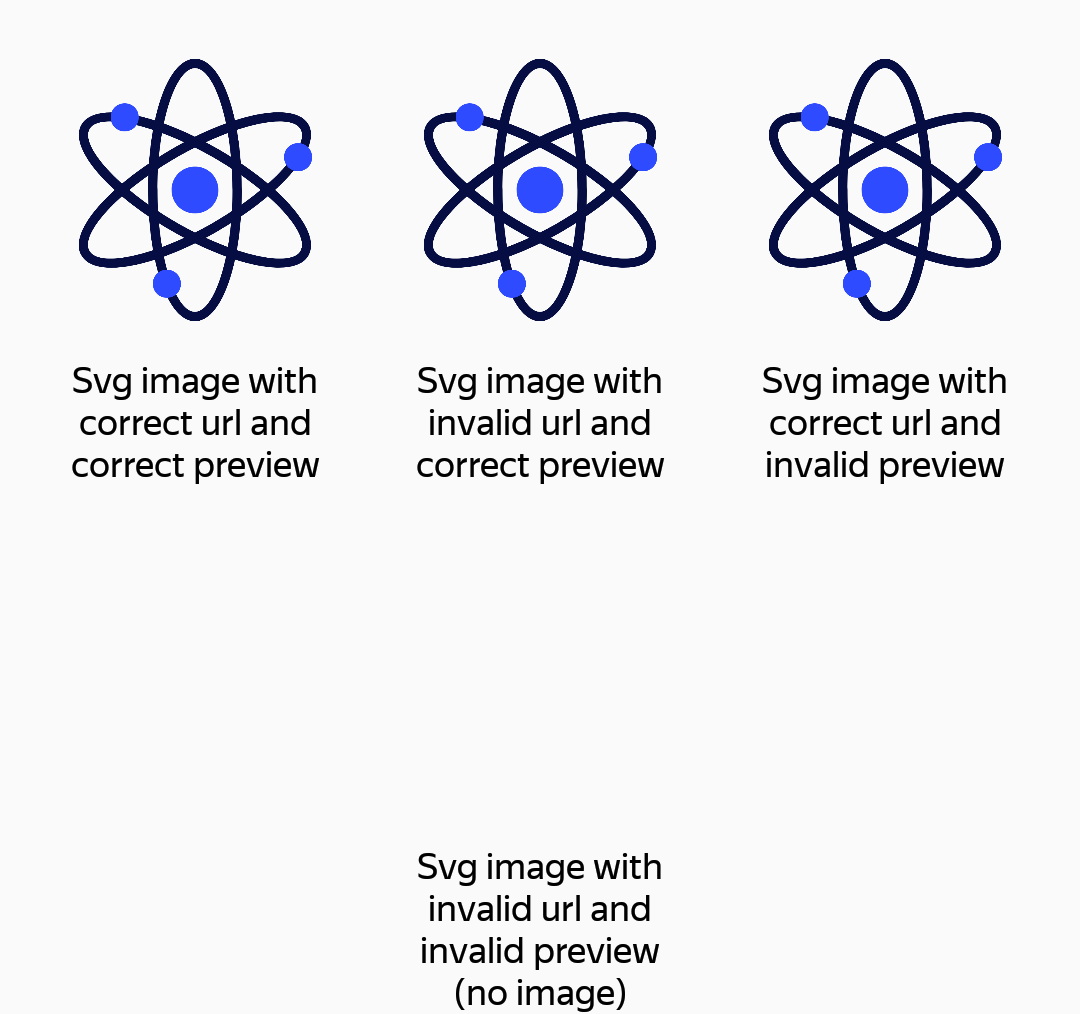 Svg image with
correct url and
correct preview
Svg image with
invalid url and
correct preview
Svg image with
correct url and
invalid preview
Svg image with
invalid url and
invalid preview
(no image)